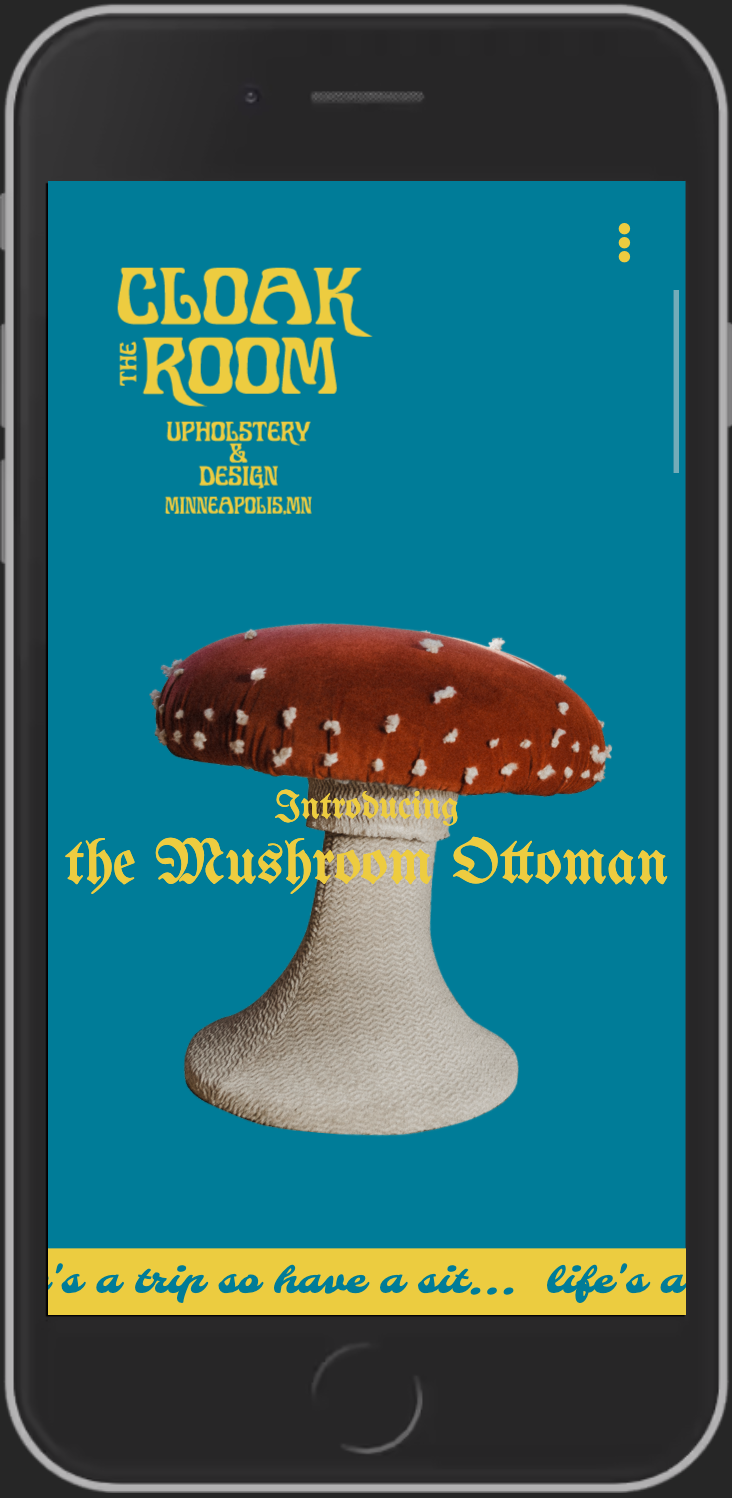 CLOAK
THE ROOM
UPHOLSTERY
&
DESIGN
MINNEAPOLIS,MN
Introducing
the Mushroom Ottoman
's a trip so have a sit... life's a